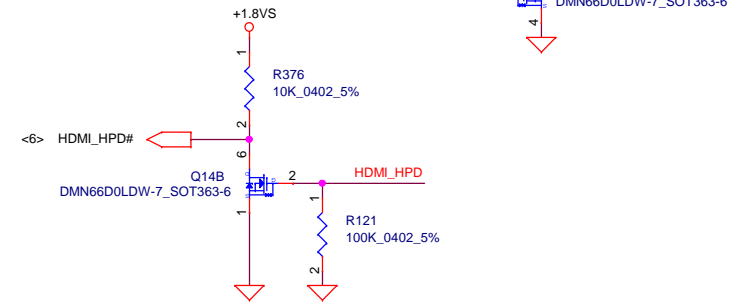 DMN66D0LDW-7_SOT363-6
4
+1.8VS
1
R376
10K_0402_5%
2
<6> HDMI_HPD#
6
Q14B
DMN66D0LDW-7_SOT363-6
2
HDMI_HPD
1
1
R121
100K_0402_5%
2